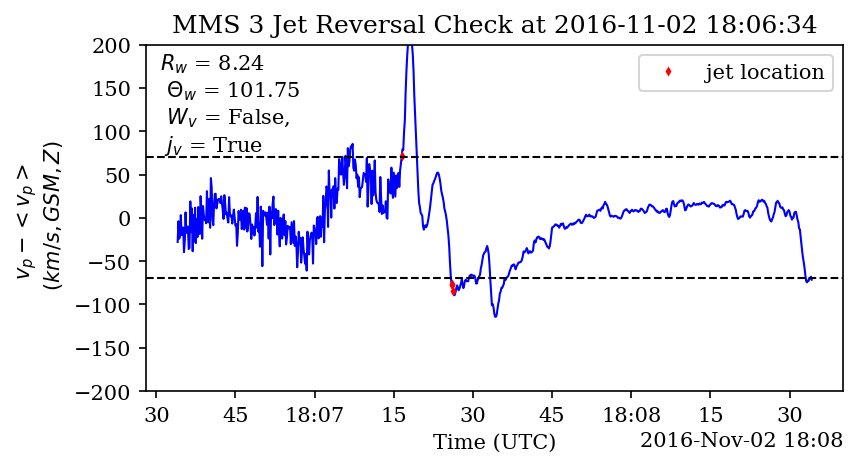 MMS 3 Jet Reversal Check at 2016-11-02 18:06:34
R_w = 8.24
Θ_w = 101.75
W_v = False,
j_v = True
jet location
v_p − < v_p >
(km/s, GSM, Z)
200
150
100
50
0
−50
−100
−150
−200
30 45 18:07 15 30 45 18:08 15 30
Time (UTC)
2016-Nov-02 18:08